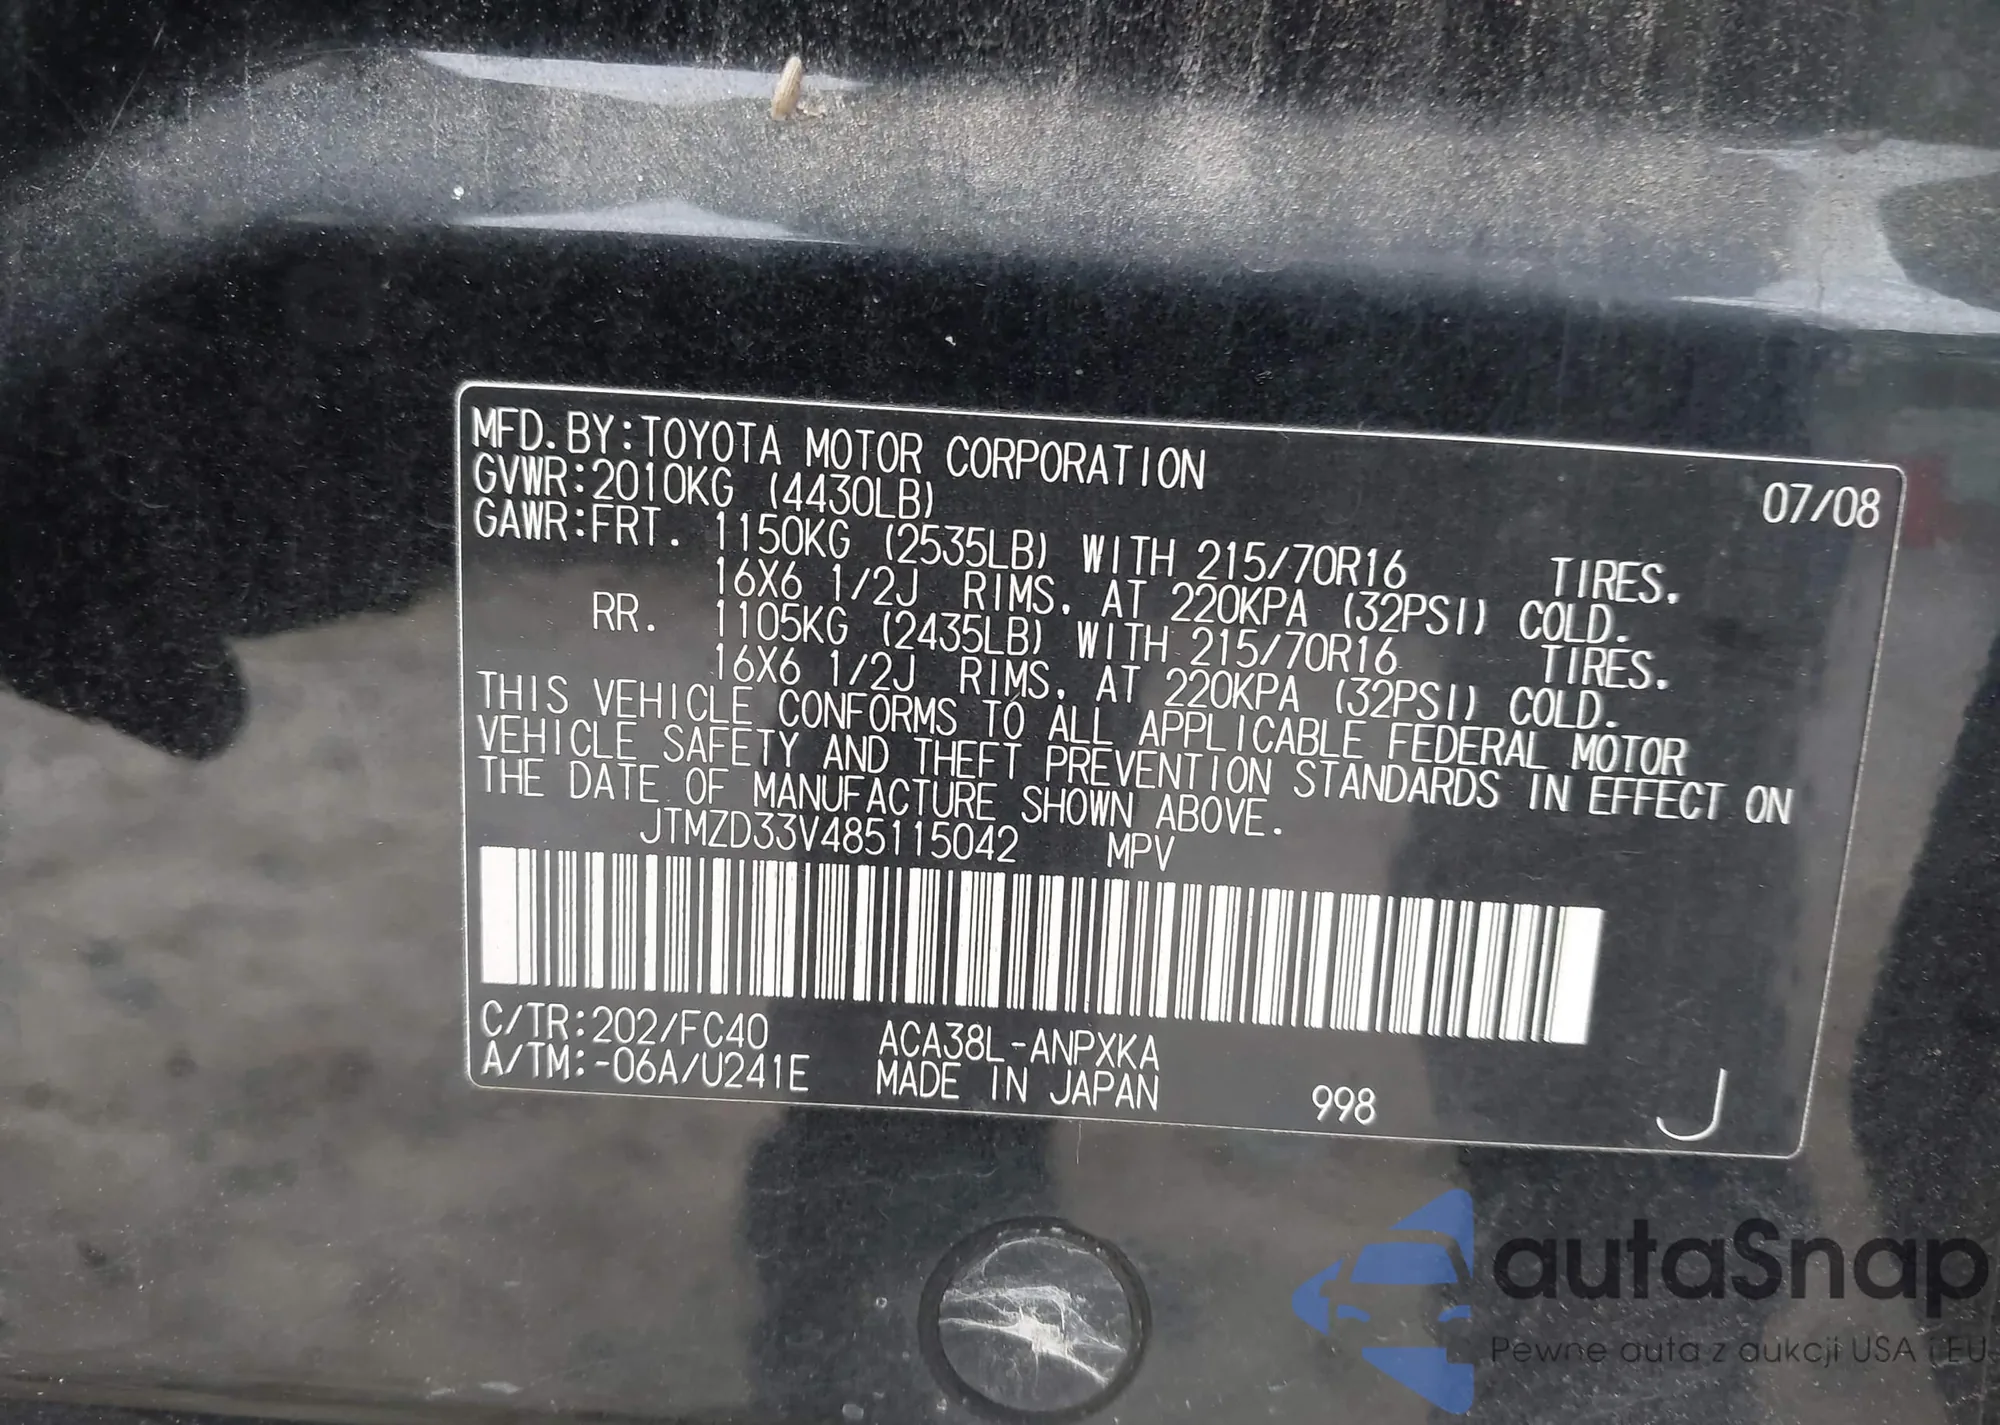 MFD.BY:TOYOTA MOTOR CORPORATION 07/08
GVWR:2010KG (4430LB)
GAWR:FRT. 1150KG (2535LB) WITH 215/70R16 TIRES.
16X6 1/2J RIMS, AT 220KPA (32PSI) COLD.
RR. 1105KG (2435LB) WITH 215/70R16 TIRES.
16X6 1/2J RIMS, AT 220KPA (32PSI) COLD.
THIS VEHICLE CONFORMS TO ALL APPLICABLE FEDERAL MOTOR
VEHICLE SAFETY AND THEFT PREVENTION STANDARDS IN EFFECT ON
THE DATE OF MANUFACTURE SHOWN ABOVE.
JTMZD33V485115042 MPV
C/TR:202/FC40 ACA38L-ANPXKA
A/TM:-06A/U241E MADE IN JAPAN 998 J
autaSnap
Pewne auta z aukcji USA i EU